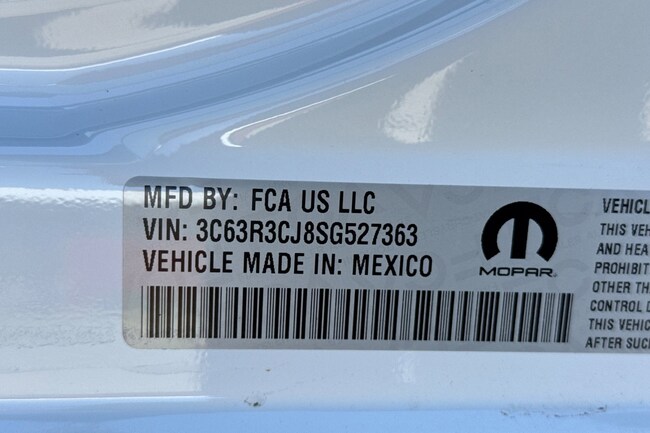 MFD BY: FCA US LLC
VIN: 3C63R3CJ8SG527363
VEHICLE MADE IN: MEXICO
MOPAR
THIS VEH
AND HEA
PROHIBIT
OTHER TH
CONTROL
THIS VEHIC
AFTER SUC